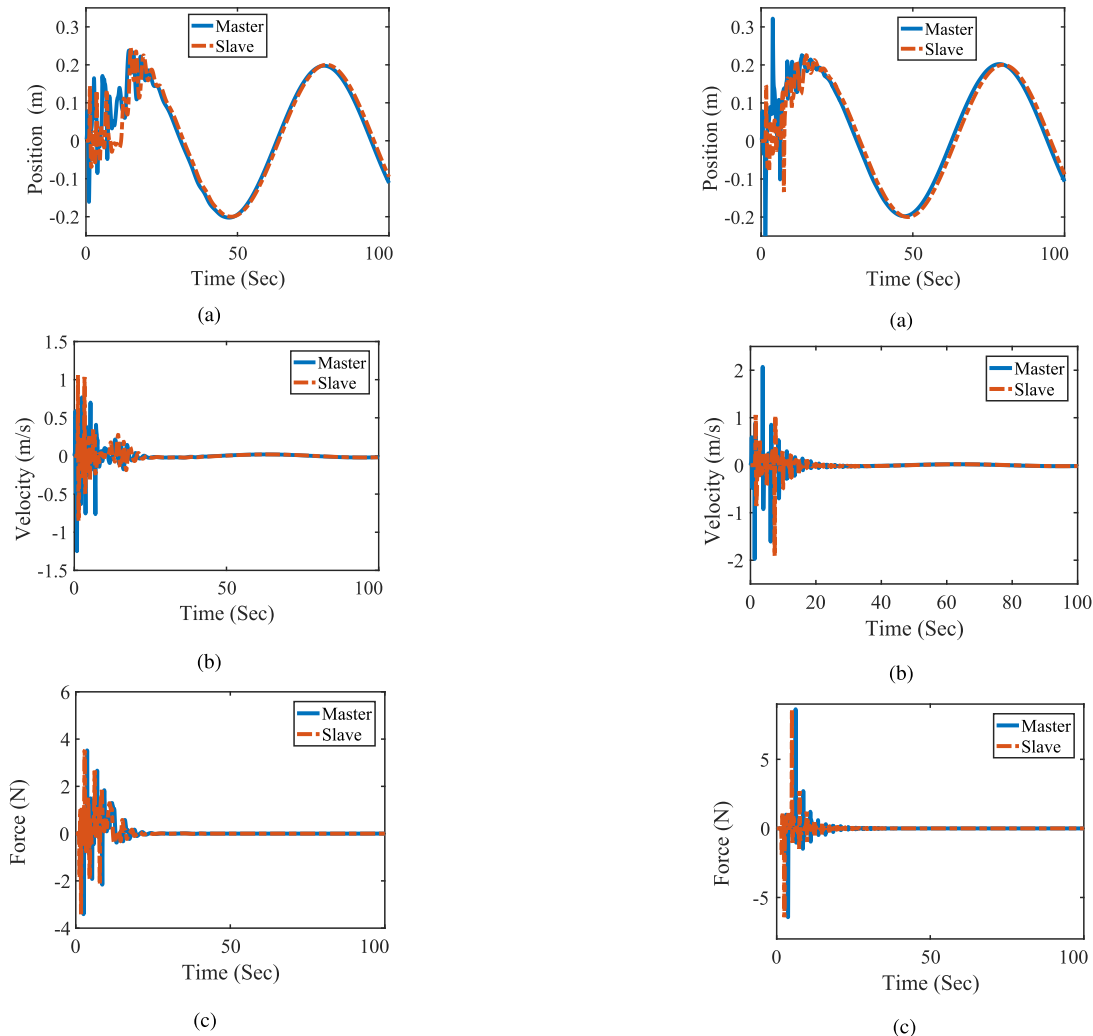 Master
Slave
0.2
0.1
0
-0.1
-0.2
Position (m)
0 50 100
Time (Sec)
(a)
Master
Slave
1.5
1
0.5
0
-0.5
-1
-1.5
Velocity (m/s)
0 50 100
Time (Sec)
(b)
Master
Slave
6
4
2
0
-2
-4
Force (N)
0 50 100
Time (Sec)
(c)
Master
Slave
0.2
0.1
0
-0.1
-0.2
Position (m)
0 50 100
Time (Sec)
(a)
Master
Slave
2
1
0
-1
-2
Velocity (m/s)
0 20 40 60 80 100
Time (Sec)
(b)
Master
Slave
5
0
-5
Force (N)
0 50 100
Time (Sec)
(c)